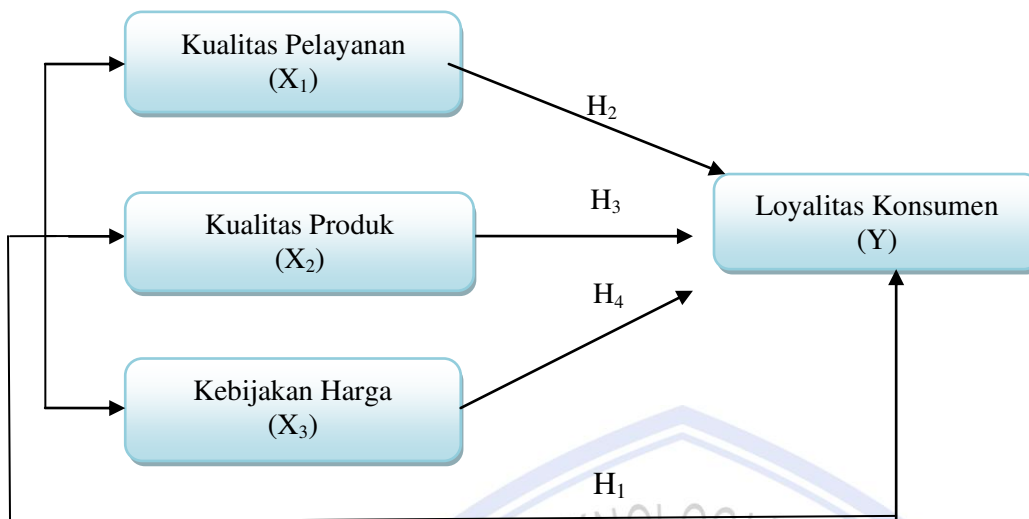 Kualitas Pelayanan
(X₁)
H₂
Kualitas Produk
(X₂)
H₃
Loyalitas Konsumen
(Y)
H₄
Kebijakan Harga
(X₃)
H₁